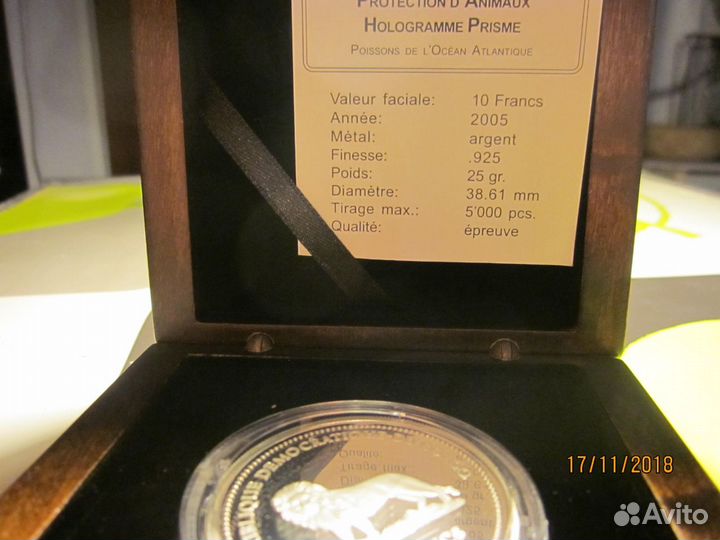 PROTECTION D'ANIMAUX
HOLOGRAMME PRISME
POISSONS DE L'OCÉAN ATLANTIQUE
Valeur faciale: 10 Francs
Année: 2005
Métal: argent
Finesse: .925
Poids: 25 gr.
Diamètre: 38.61 mm
Tirage max.: 5'000 pcs.
Qualité: épreuve
DEMOCRATIQUE
17/11/2018
Avito